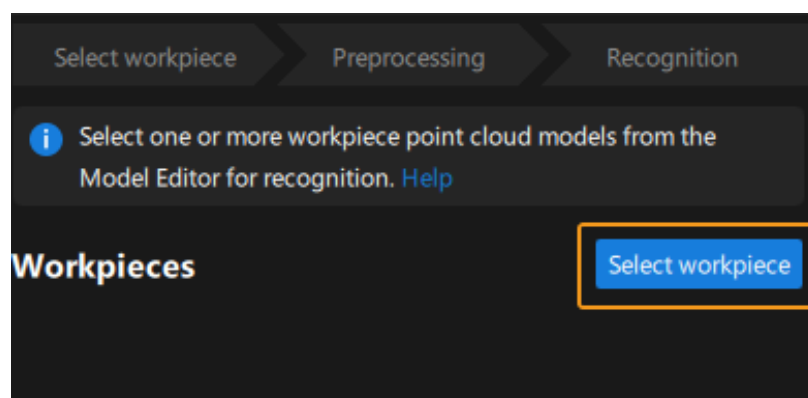 Select workpiece Preprocessing Recognition
Select one or more workpiece point cloud models from the
Model Editor for recognition. Help
Workpieces Select workpiece